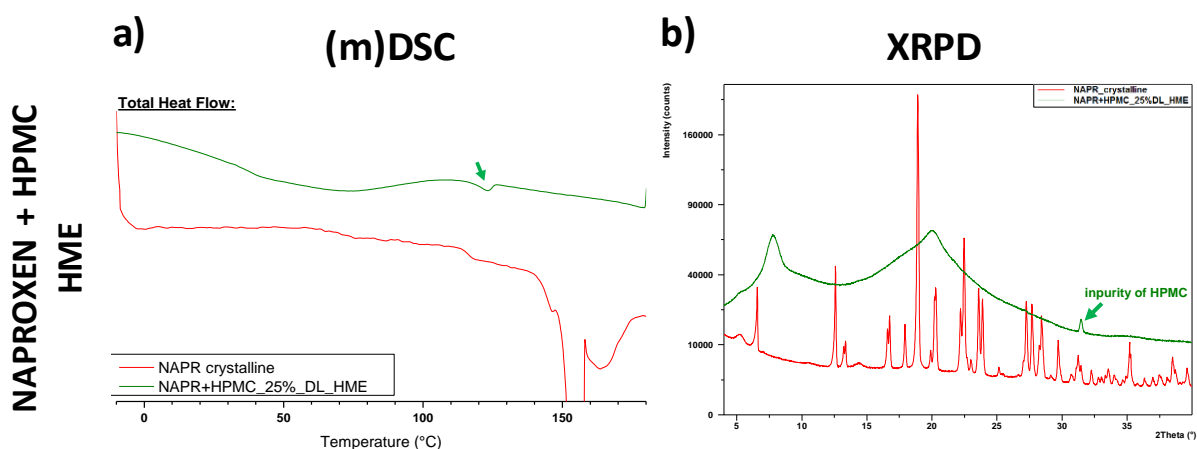 NAPROXEN + HPMC
HME
a)
(m)DSC
Total Heat Flow:
NAPR crystalline
NAPR+HPMC_25%_DL_HME
0
50
100
150
Temperature (°C)
b)
XRPD
Intensity (counts)
NAPR_crystalline
NAPR+HPMC_25%DL_HME
160000
90000
40000
10000
0
inpurity of HPMC
5
10
15
20
25
30
35
2Theta (°)